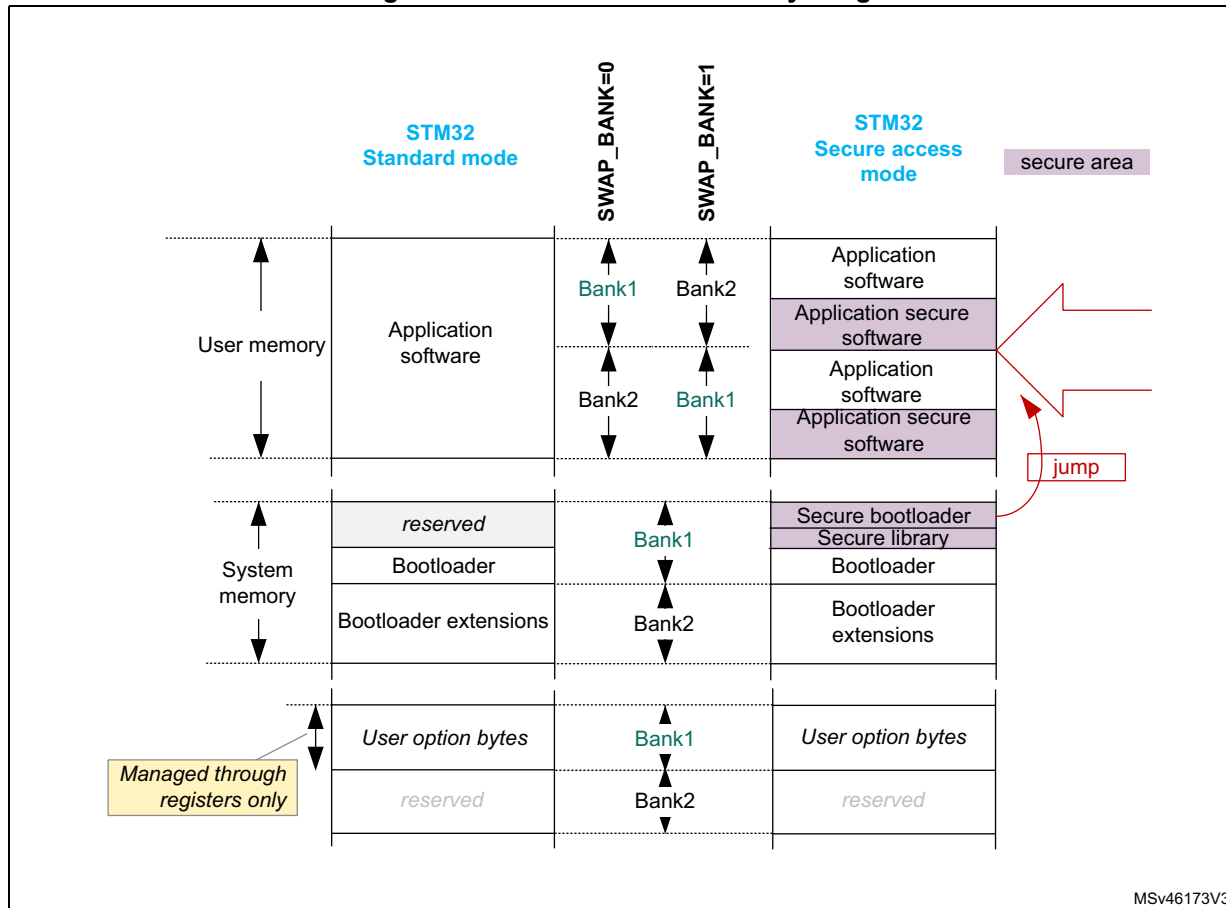 SWAP_BANK=0
SWAP_BANK=1
STM32
Standard mode
STM32
Secure access
mode
secure area
User memory
Application
software
Bank1
Bank2
Bank2
Bank1
Application
software
Application secure
software
Application
software
Application secure
software
jump
System
memory
reserved
Bootloader
Bootloader extensions
Bank1
Bank2
Secure bootloader
Secure library
Bootloader
Bootloader
extensions
Managed through
registers only
User option bytes
reserved
Bank1
Bank2
User option bytes
reserved
MSv46173V3